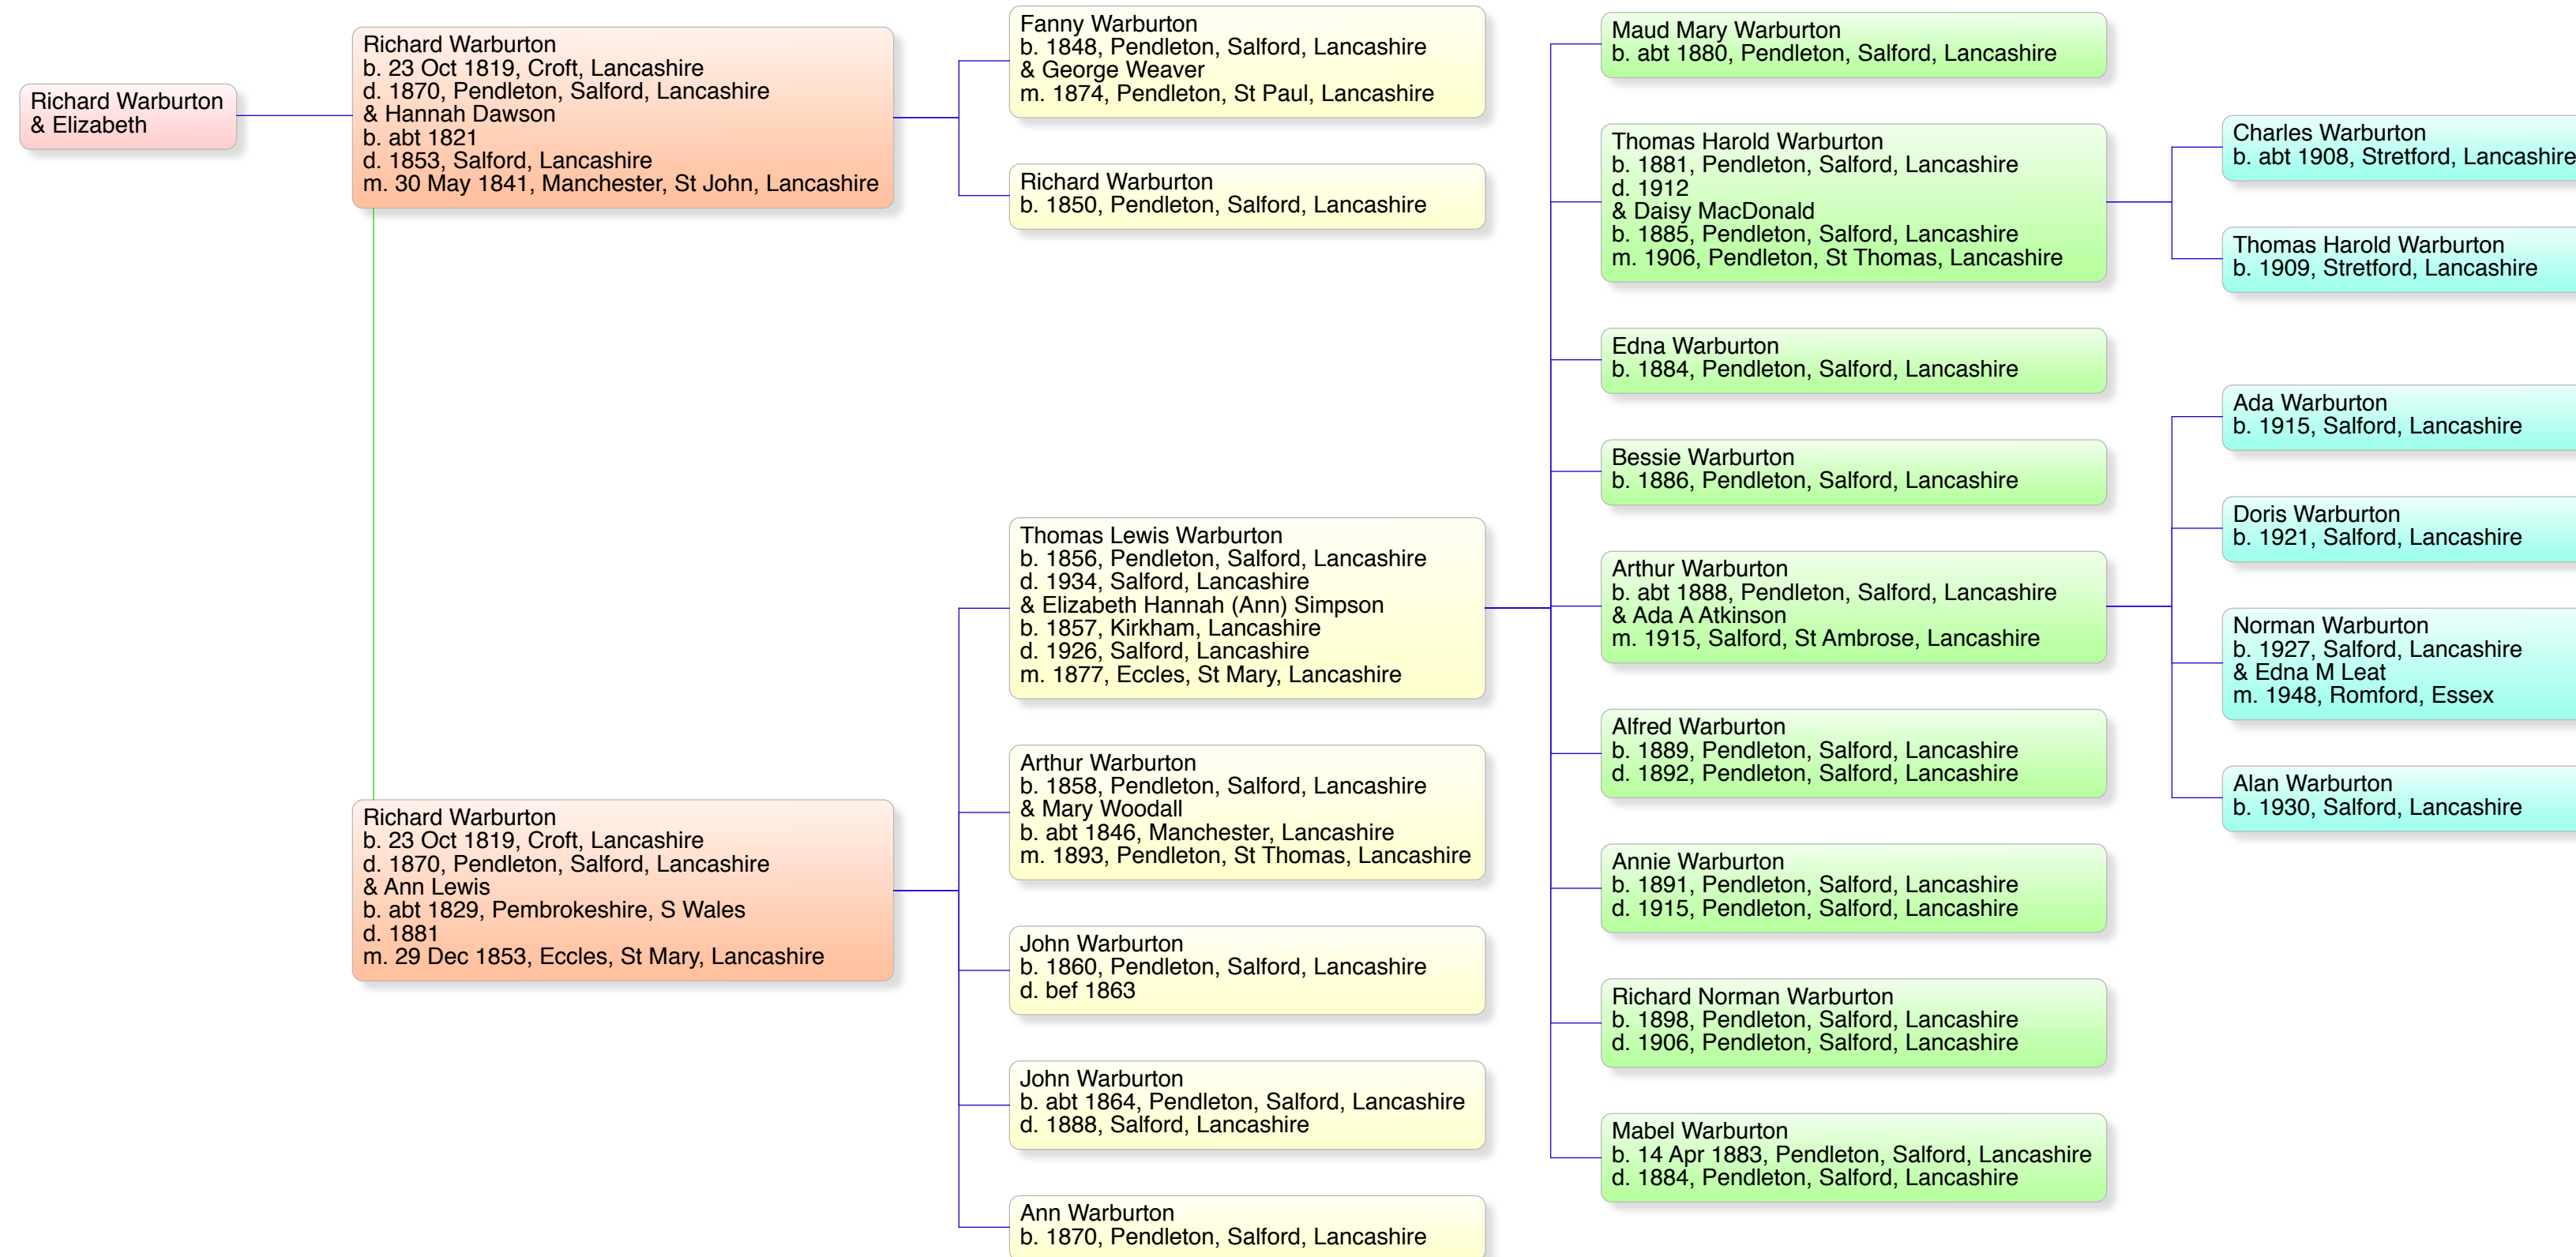 Richard Warburton
& Elizabeth
Richard Warburton
b. 23 Oct 1819, Croft, Lancashire
d. 1870, Pendleton, Salford, Lancashire
& Hannah Dawson
b. abt 1821
d. 1853, Salford, Lancashire
m. 30 May 1841, Manchester, St John, Lancashire
Richard Warburton
b. 23 Oct 1819, Croft, Lancashire
d. 1870, Pendleton, Salford, Lancashire
& Ann Lewis
b. abt 1829, Pembrokeshire, S Wales
d. 1881
m. 29 Dec 1853, Eccles, St Mary, Lancashire
Fanny Warburton
b. 1848, Pendleton, Salford, Lancashire
& George Weaver
m. 1874, Pendleton, St Paul, Lancashire
Richard Warburton
b. 1850, Pendleton, Salford, Lancashire
Thomas Lewis Warburton
b. 1856, Pendleton, Salford, Lancashire
d. 1934, Salford, Lancashire
& Elizabeth Hannah (Ann) Simpson
b. 1857, Kirkham, Lancashire
d. 1926, Salford, Lancashire
m. 1877, Eccles, St Mary, Lancashire
Arthur Warburton
b. 1858, Pendleton, Salford, Lancashire
& Mary Woodall
b. abt 1846, Manchester, Lancashire
m. 1893, Pendleton, St Thomas, Lancashire
John Warburton
b. 1860, Pendleton, Salford, Lancashire
d. bef 1863
John Warburton
b. abt 1864, Pendleton, Salford, Lancashire
d. 1888, Salford, Lancashire
Ann Warburton
b. 1870, Pendleton, Salford, Lancashire
Maud Mary Warburton
b. abt 1880, Pendleton, Salford, Lancashire
Thomas Harold Warburton
b. 1881, Pendleton, Salford, Lancashire
d. 1912
& Daisy MacDonald
b. 1885, Pendleton, Salford, Lancashire
m. 1906, Pendleton, St Thomas, Lancashire
Edna Warburton
b. 1884, Pendleton, Salford, Lancashire
Bessie Warburton
b. 1886, Pendleton, Salford, Lancashire
Arthur Warburton
b. abt 1888, Pendleton, Salford, Lancashire
& Ada A Atkinson
m. 1915, Salford, St Ambrose, Lancashire
Alfred Warburton
b. 1889, Pendleton, Salford, Lancashire
d. 1892, Pendleton, Salford, Lancashire
Annie Warburton
b. 1891, Pendleton, Salford, Lancashire
d. 1915, Pendleton, Salford, Lancashire
Richard Norman Warburton
b. 1898, Pendleton, Salford, Lancashire
d. 1906, Pendleton, Salford, Lancashire
Mabel Warburton
b. 14 Apr 1883, Pendleton, Salford, Lancashire
d. 1884, Pendleton, Salford, Lancashire
Charles Warburton
b. abt 1908, Stretford, Lancashire
Thomas Harold Warburton
b. 1909, Stretford, Lancashire
Ada Warburton
b. 1915, Salford, Lancashire
Doris Warburton
b. 1921, Salford, Lancashire
Norman Warburton
b. 1927, Salford, Lancashire
& Edna M Leat
m. 1948, Romford, Essex
Alan Warburton
b. 1930, Salford, Lancashire